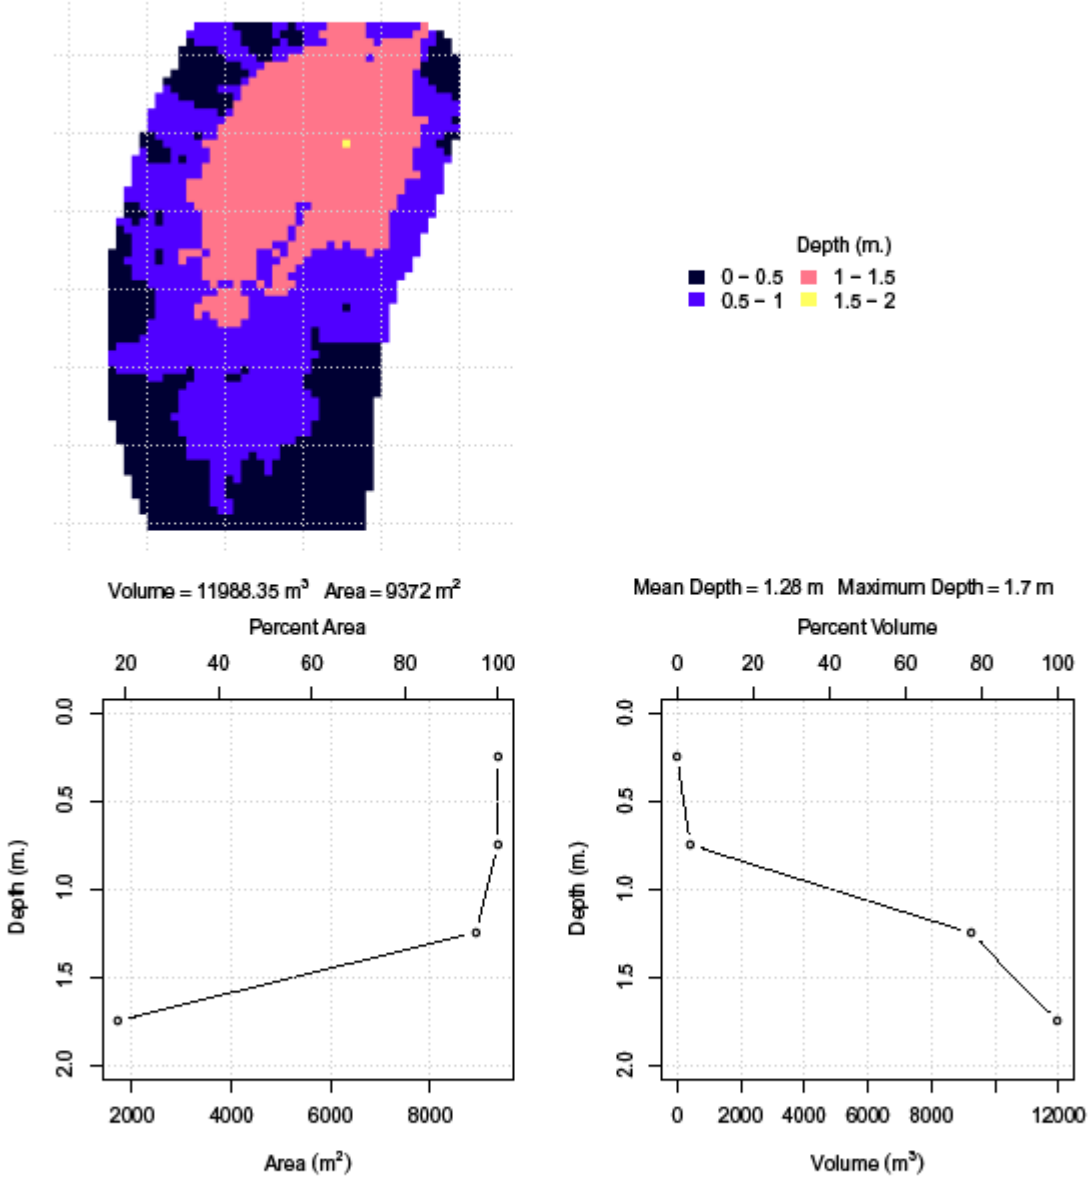 Depth (m.)
0 – 0.5 1 – 1.5
0.5 – 1 1.5 – 2
Volume = 11988.35 m³ Area = 9372 m²
Mean Depth = 1.28 m Maximum Depth = 1.7 m
Percent Area
20 40 60 80 100
Depth (m.)
0.0
0.5
1.0
1.5
2.0
2000 4000 6000 8000
Area (m²)
Percent Volume
0 20 40 60 80 100
Depth (m.)
0.0
0.5
1.0
1.5
2.0
0 2000 4000 6000 8000 12000
Volume (m³)